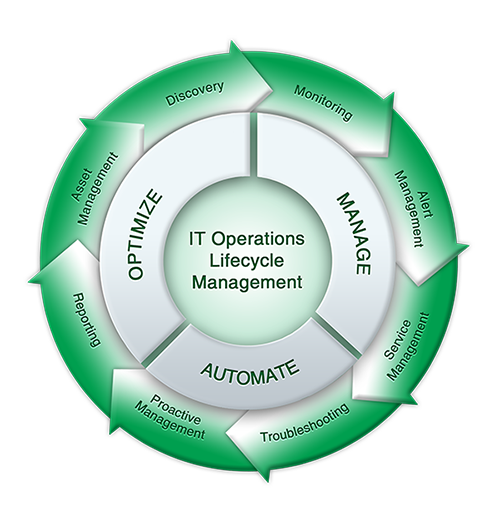 Discovery
Monitoring
Alert
Management
Service
Management
Troubleshooting
Proactive
Management
Reporting
Asset
Management
OPTIMIZE
MANAGE
AUTOMATE
IT Operations
Lifecycle
Management